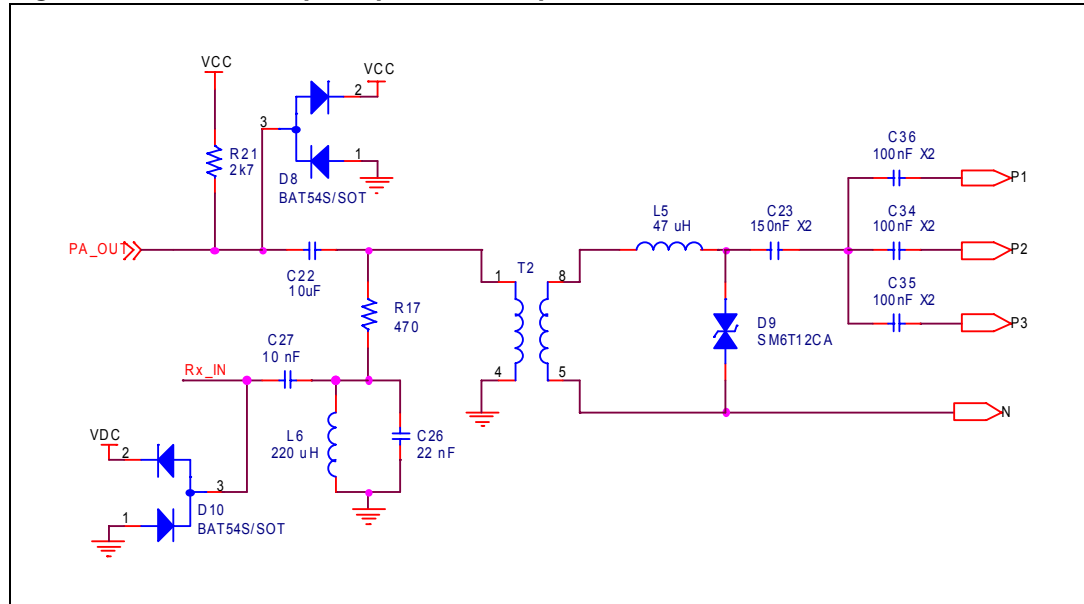 VCC
VCC
2
3
1
R21
2k7
D8
BAT54S/SOT
PA_OUT
C22
10uF
R17
470
C27
10 nF
Rx_IN
L6
220 uH
C26
22 nF
VDC
2
3
1
D10
BAT54S/SOT
T2
1
8
4
5
L5
47 uH
C23
150nF X2
D9
SM6T12CA
C36
100nF X2
P1
C34
100nF X2
P2
C35
100nF X2
P3
N